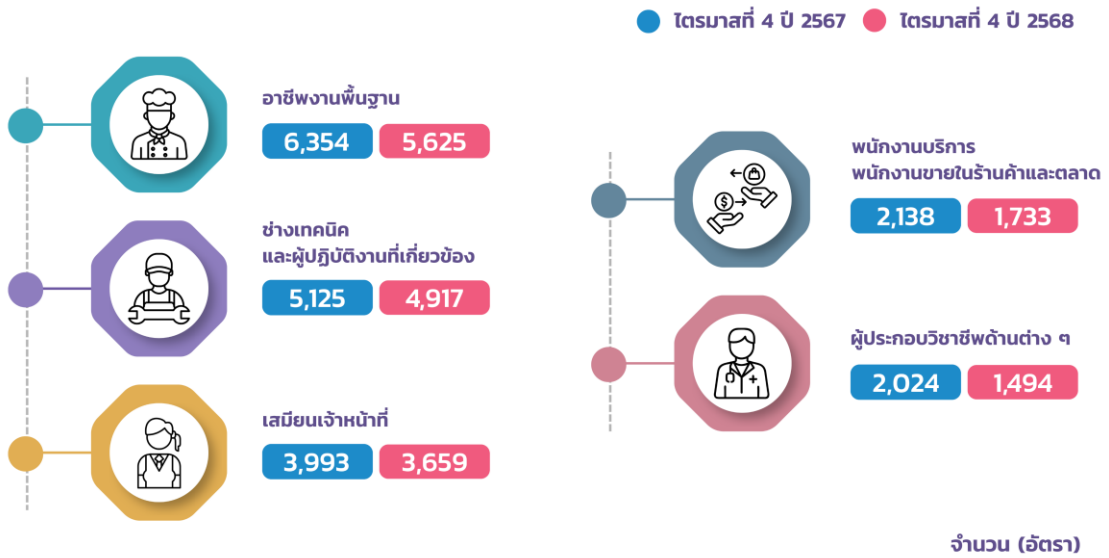 ไตรมาสที่ 4 ปี 2567 ไตรมาสที่ 4 ปี 2568
อาชีพงานพื้นฐาน
6,354 5,625
ช่างเทคนิค
และผู้ปฏิบัติงานที่เกี่ยวข้อง
5,125 4,917
เสมียนเจ้าหน้าที่
3,993 3,659
พนักงานบริการ
พนักงานขายในร้านค้าและตลาด
2,138 1,733
ผู้ประกอบวิชาชีพด้านต่าง ๆ
2,024 1,494
จำนวน (อัตรา)